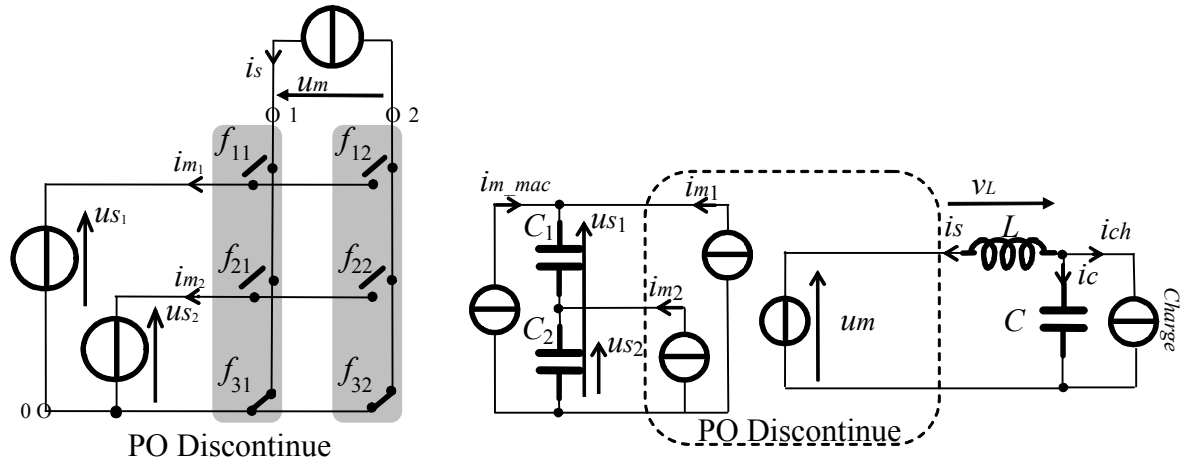 is
um
1 2
f11 f12
im1
us1
f21 f22
im2
us2
f31 f32
0
PO Discontinue
im_mac
C1
us1
im1
im2
C2
us2
um
vL
is
L
ich
ic
C
Charge
PO Discontinue